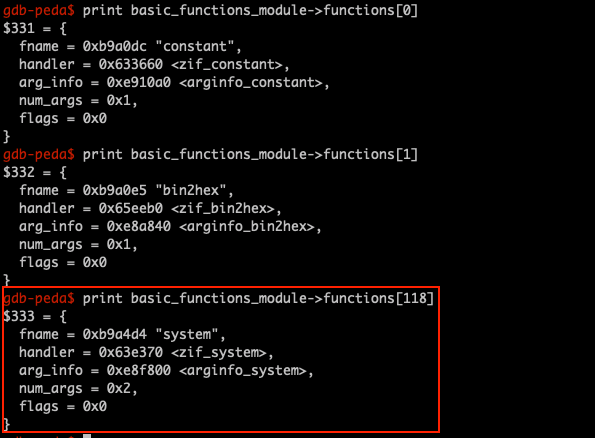 gdb-peda$ print basic_functions_module->functions[0]
$331 = {
  fname = 0xb9a0dc "constant",
  handler = 0x633660 <zif_constant>,
  arg_info = 0xe910a0 <arginfo_constant>,
  num_args = 0x1,
  flags = 0x0
}
gdb-peda$ print basic_functions_module->functions[1]
$332 = {
  fname = 0xb9a0e5 "bin2hex",
  handler = 0x65eeb0 <zif_bin2hex>,
  arg_info = 0xe8a840 <arginfo_bin2hex>,
  num_args = 0x1,
  flags = 0x0
}
gdb-peda$ print basic_functions_module->functions[118]
$333 = {
  fname = 0xb9a4d4 "system",
  handler = 0x63e370 <zif_system>,
  arg_info = 0xe8f800 <arginfo_system>,
  num_args = 0x2,
  flags = 0x0
}